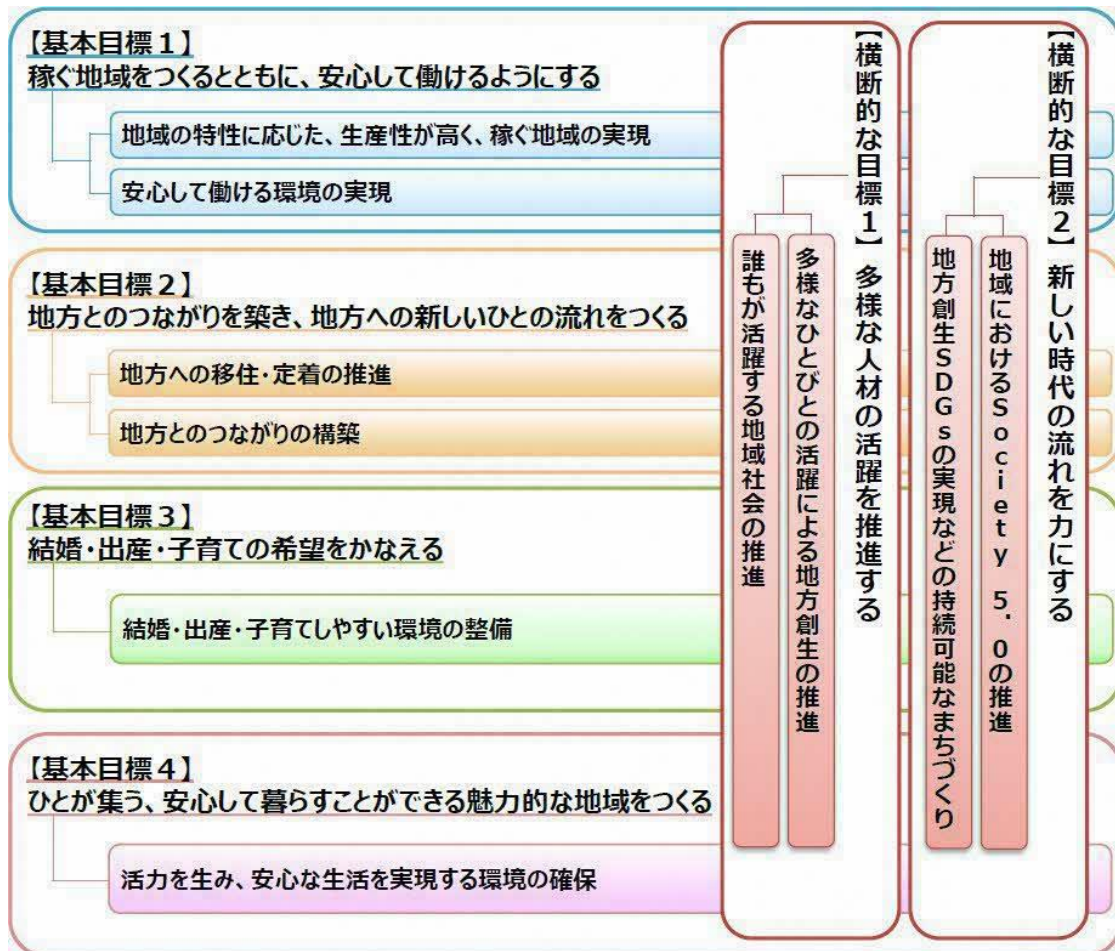 【基本目標１】
稼ぐ地域をつくるとともに、安心して働けるようにする
地域の特性に応じた、生産性が高く、稼ぐ地域の実現
安心して働ける環境の実現
【基本目標２】
地方とのつながりを築き、地方への新しいひとの流れをつくる
地方への移住・定着の推進
地方とのつながりの構築
【基本目標３】
結婚・出産・子育ての希望をかなえる
結婚・出産・子育てしやすい環境の整備
【基本目標４】
ひとが集う、安心して暮らすことができる魅力的な地域をつくる
活力を生み、安心な生活を実現する環境の確保
【横断的な目標１】多様な人材の活躍を推進する
多様なひとびとの活躍による地方創生の推進
誰もが活躍する地域社会の推進
【横断的な目標２】新しい時代の流れを力にする
地域におけるSociety 5.0の推進
地方創生SDGsの実現などの持続可能なまちづくり